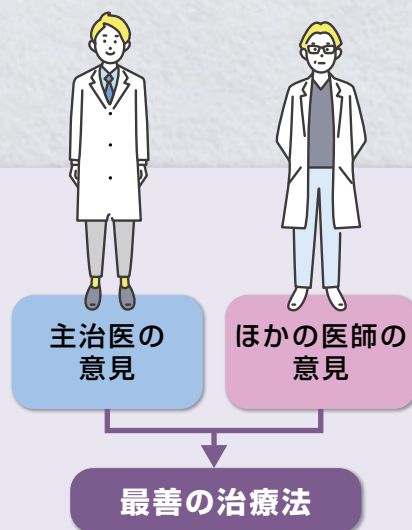 主治医の
意見
ほかの医師の
意見
最善の治療法